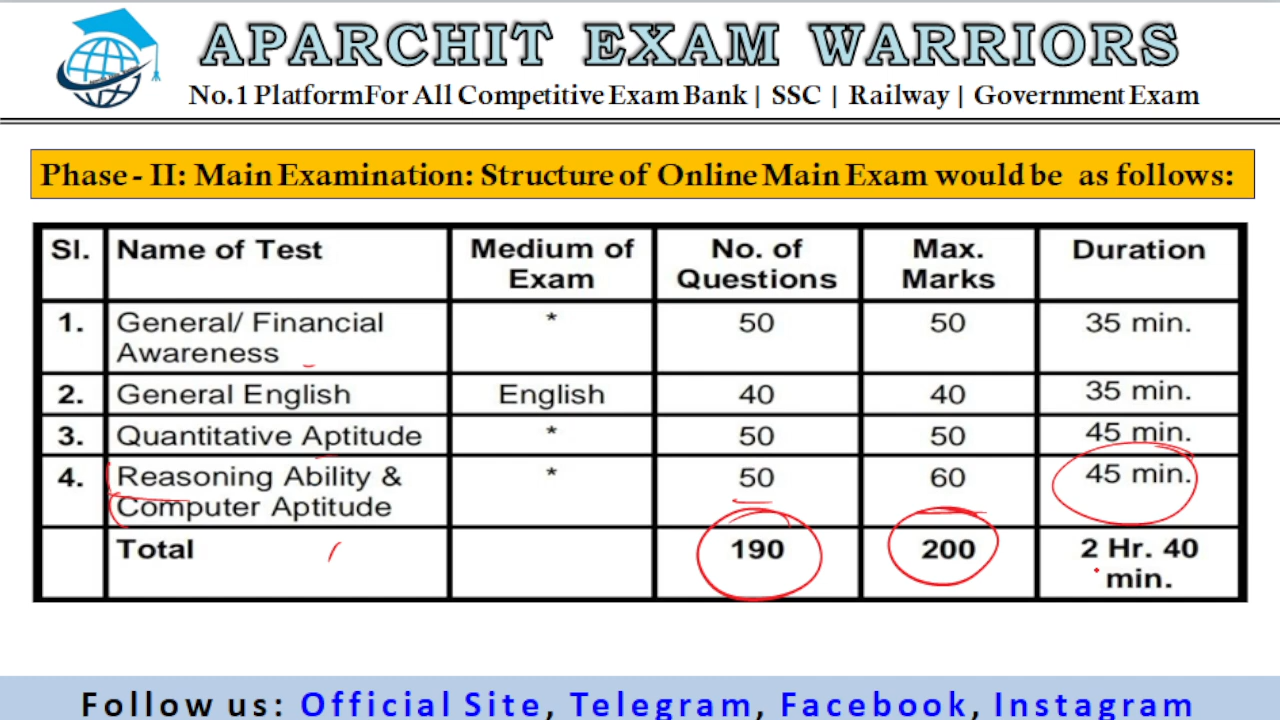 APARCHIT EXAM WARRIORS
No.1 PlatformFor All Competitive Exam Bank | SSC | Railway | Government Exam
Phase - II: Main Examination: Structure of Online Main Exam would be as follows:
Sl. Name of Test Medium of Exam No. of Questions Max. Marks Duration
1. General/ Financial Awareness * 50 50 35 min.
2. General English English 40 40 35 min.
3. Quantitative Aptitude * 50 50 45 min.
4. Reasoning Ability & Computer Aptitude * 50 60 45 min.
Total 190 200 2 Hr. 40 min.
Follow us: Official Site, Telegram, Facebook, Instagram